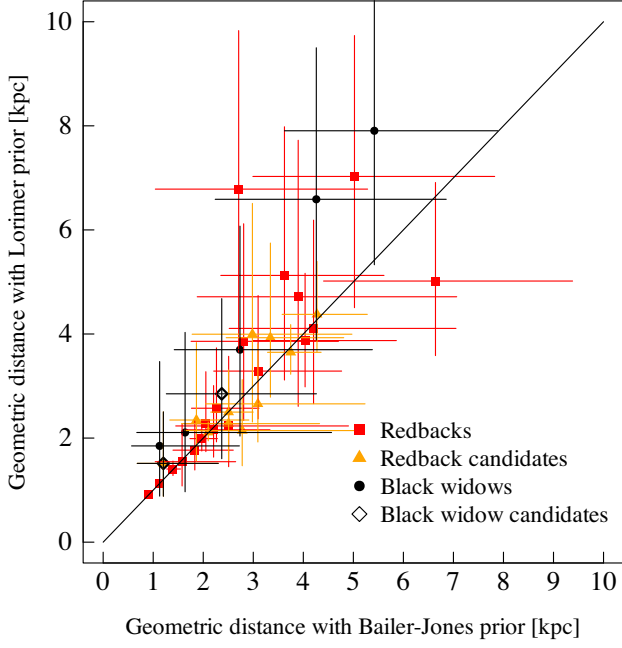 Geometric distance with Lorimer prior [kpc]
10
8
6
4
2
0
Redbacks
Redback candidates
Black widows
Black widow candidates
0 1 2 3 4 5 6 7 8 9 10
Geometric distance with Bailer-Jones prior [kpc]